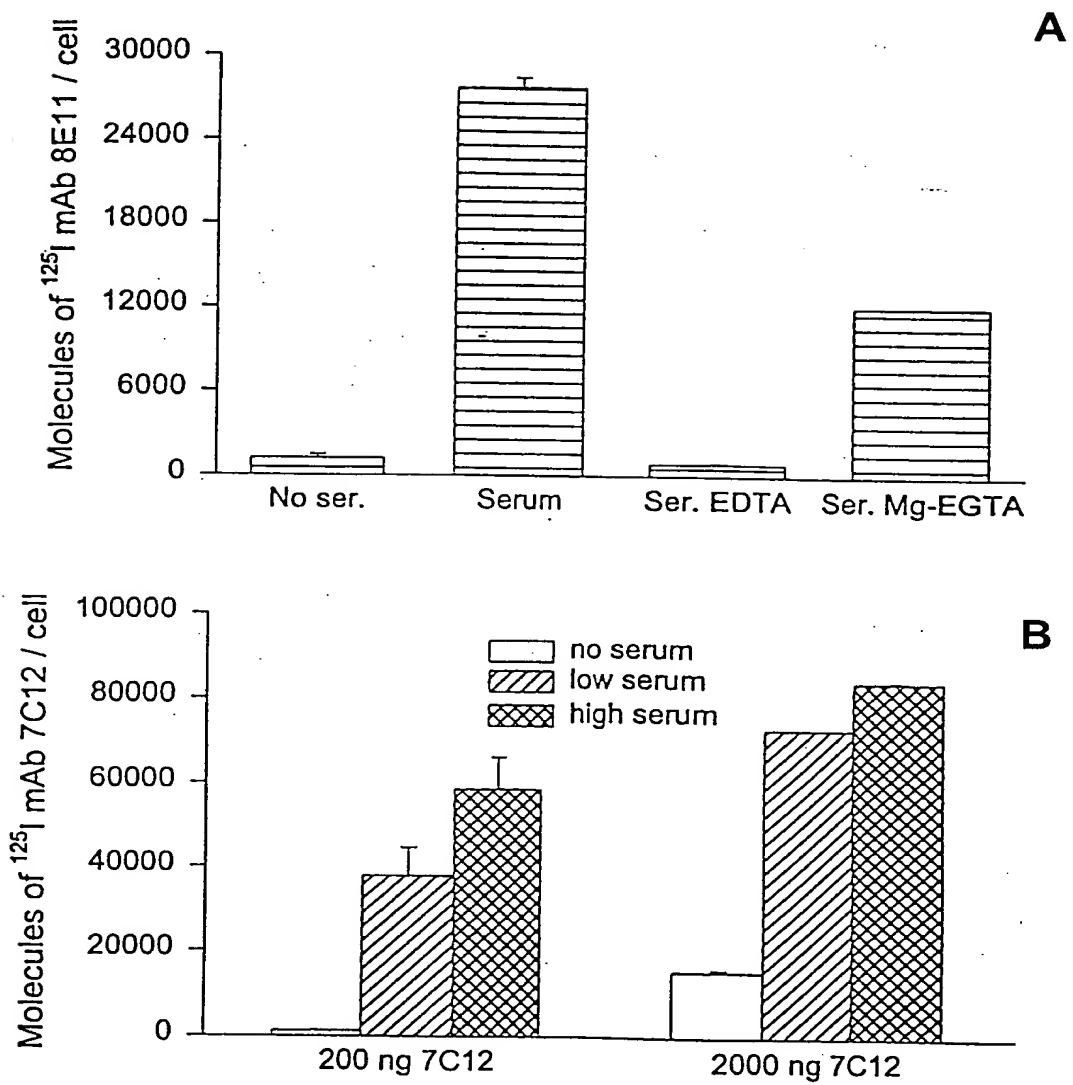 A
Molecules of ¹²⁵I mAb 8E11 / cell
30000
24000
18000
12000
6000
0
No ser.
Serum
Ser. EDTA
Ser. Mg-EGTA
B
Molecules of ¹²⁵I mAb 7C12 / cell
100000
80000
60000
40000
20000
0
no serum
low serum
high serum
200 ng 7C12
2000 ng 7C12